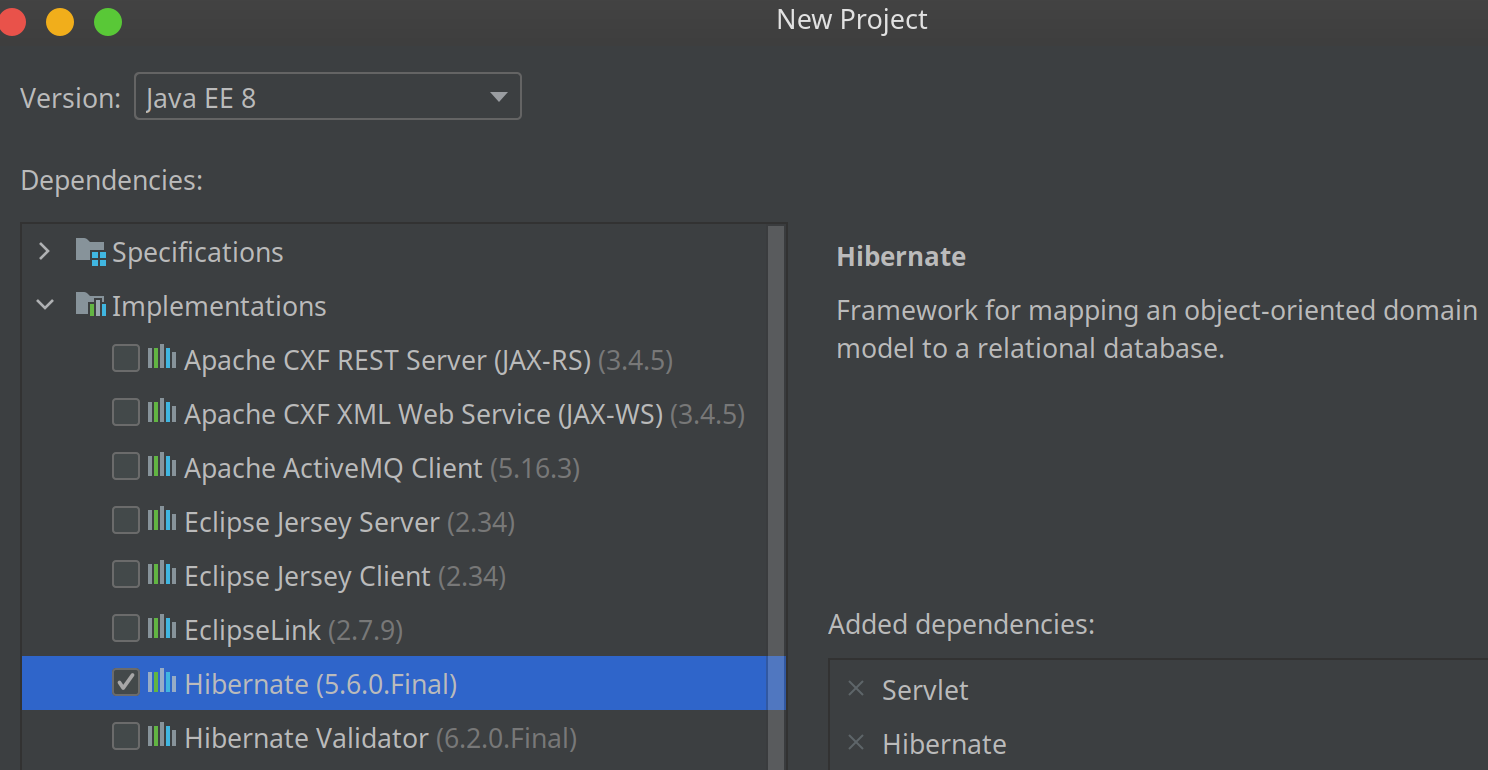 New Project
Version: Java EE 8
Dependencies:
Specifications
Implementations
Apache CXF REST Server (JAX-RS) (3.4.5)
Apache CXF XML Web Service (JAX-WS) (3.4.5)
Apache ActiveMQ Client (5.16.3)
Eclipse Jersey Server (2.34)
Eclipse Jersey Client (2.34)
EclipseLink (2.7.9)
Hibernate (5.6.0.Final)
Hibernate Validator (6.2.0.Final)
Hibernate
Framework for mapping an object-oriented domain
model to a relational database.
Added dependencies:
Servlet
Hibernate